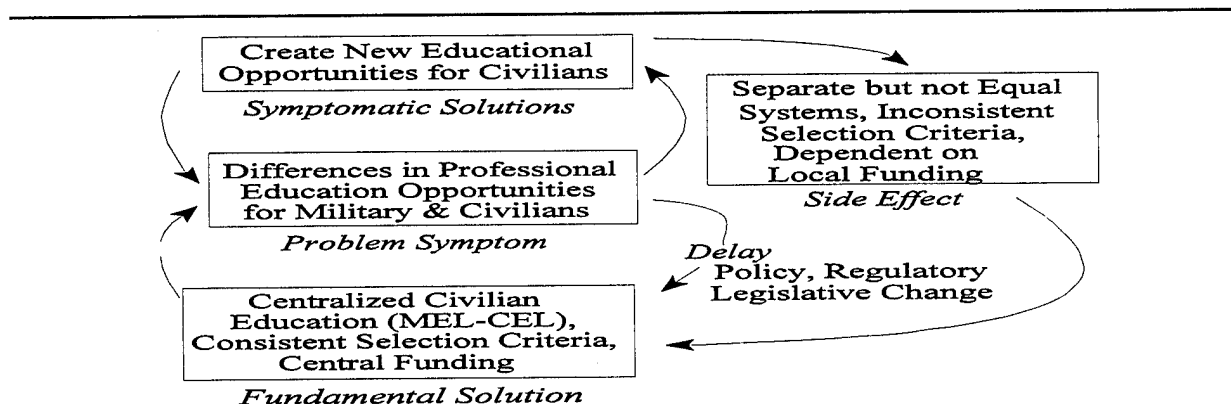 Create New Educational
Opportunities for Civilians
Symptomatic Solutions
Separate but not Equal
Systems, Inconsistent
Selection Criteria,
Dependent on
Local Funding
Side Effect
Differences in Professional
Education Opportunities
for Military & Civilians
Problem Symptom
Delay
Policy, Regulatory
Legislative Change
Centralized Civilian
Education (MEL-CEL),
Consistent Selection Criteria,
Central Funding
Fundamental Solution